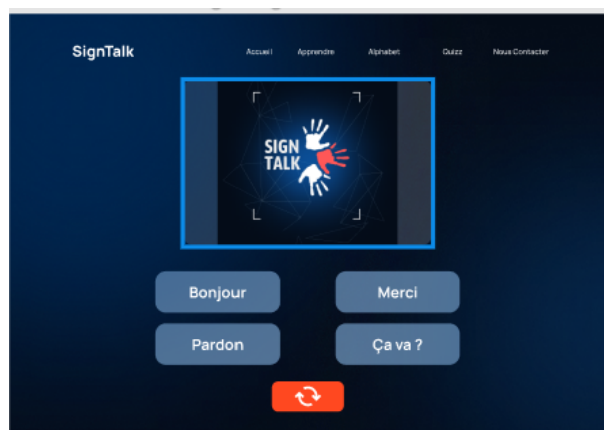 SignTalk
Accueil Apprendre Alphabet Quizz Nous Contacter
SIGN
TALK
Bonjour
Merci
Pardon
Ça va ?